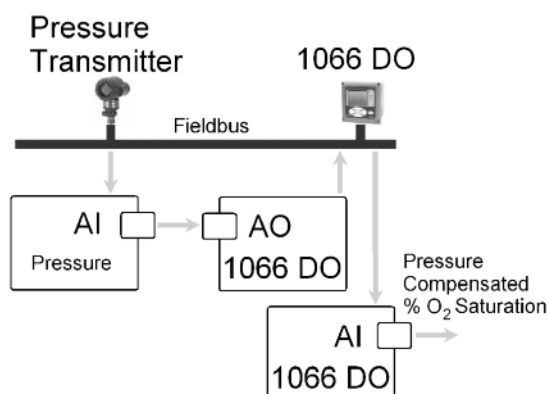 Pressure
Transmitter
1066 DO
Fieldbus
AI
Pressure
AO
1066 DO
Pressure
Compensated
% O₂ Saturation
AI
1066 DO